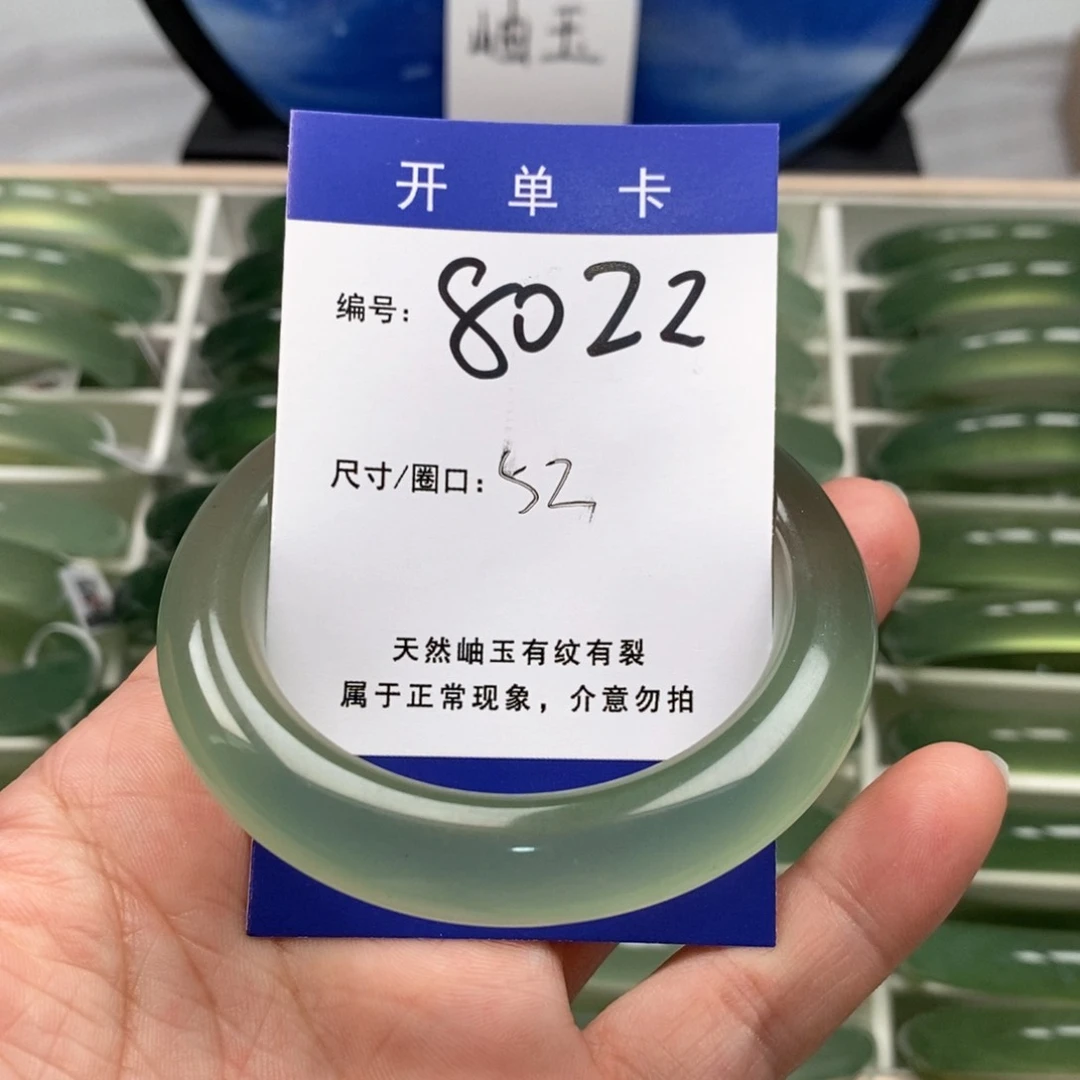 岫玉
开单卡
编号：8022
尺寸/圈口：52
天然岫玉有纹有裂
属于正常现象，介意勿拍